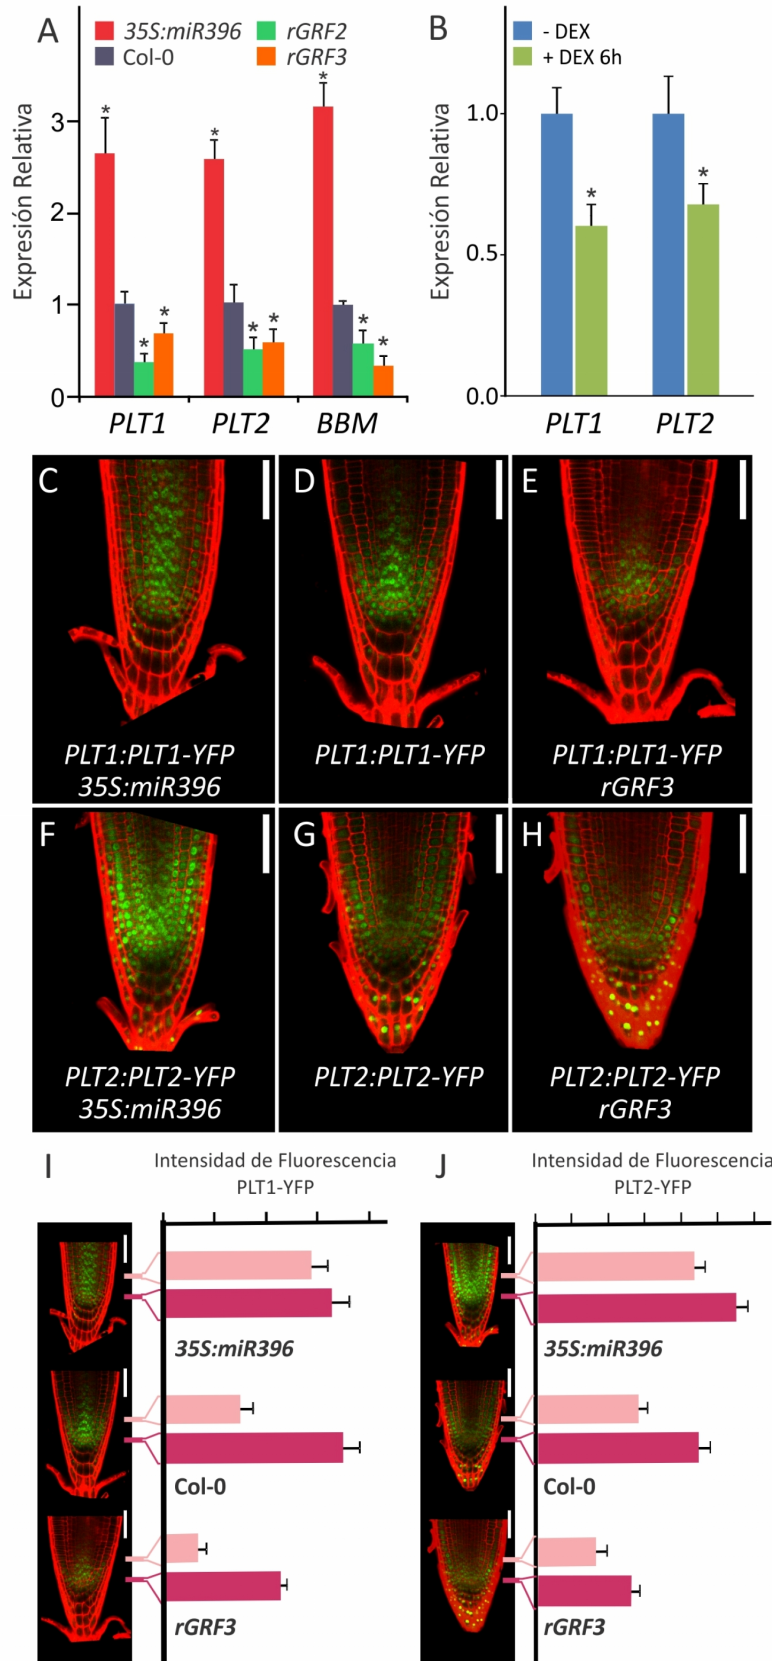 A
35S:miR396
rGRF2
Col-0
rGRF3
Expresión Relativa
3
2
1
0
*
*
*
*
*
*
*
*
*
PLT1
PLT2
BBM
B
- DEX
+ DEX 6h
Expresión Relativa
1.0
0.5
0.0
*
*
PLT1
PLT2
C
PLT1:PLT1-YFP
35S:miR396
D
PLT1:PLT1-YFP
E
PLT1:PLT1-YFP
rGRF3
F
PLT2:PLT2-YFP
35S:miR396
G
PLT2:PLT2-YFP
H
PLT2:PLT2-YFP
rGRF3
I
Intensidad de Fluorescencia
PLT1-YFP
35S:miR396
Col-0
rGRF3
J
Intensidad de Fluorescencia
PLT2-YFP
35S:miR396
Col-0
rGRF3